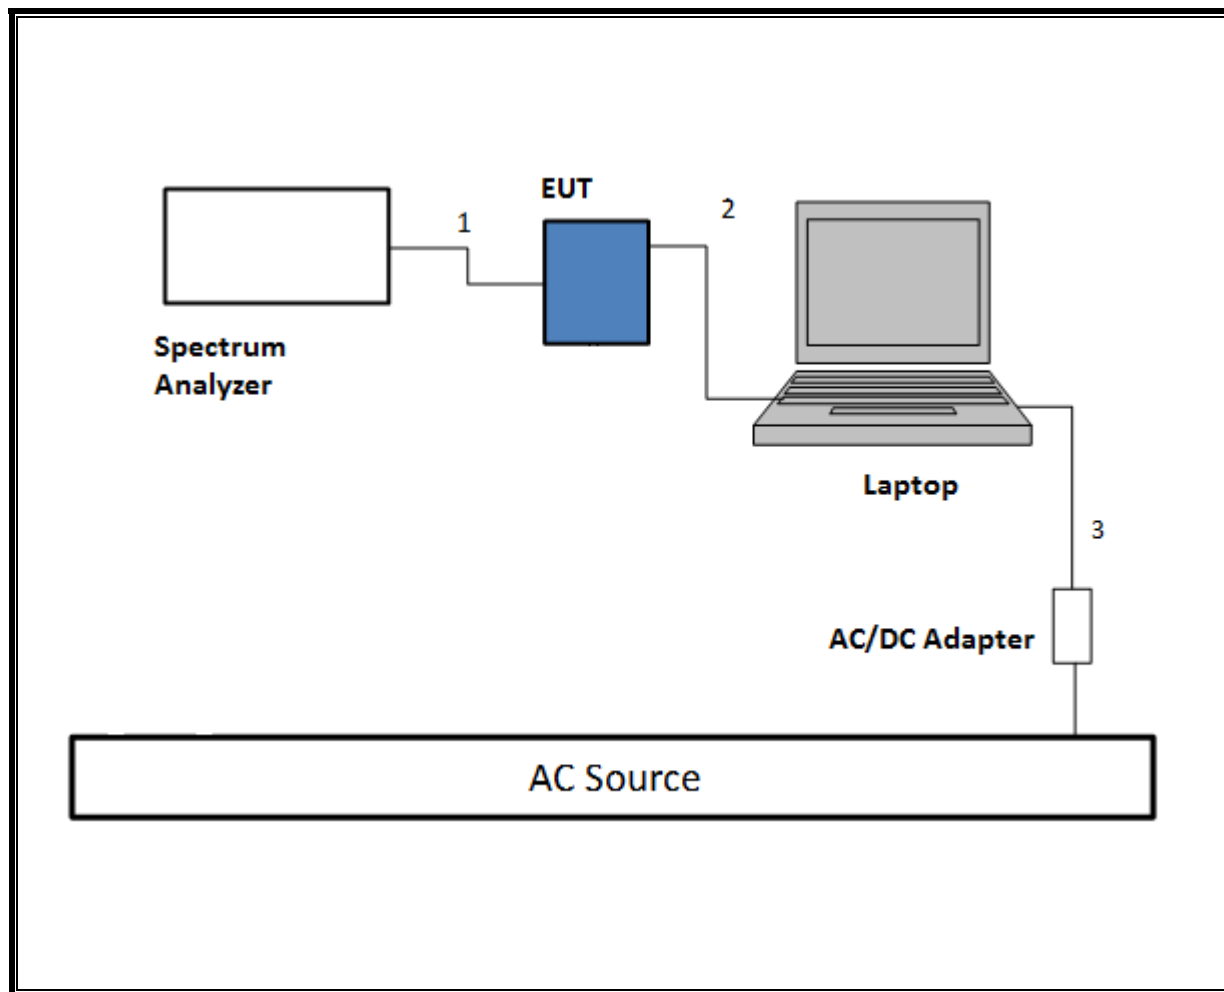 EUT
1
2
Spectrum
Analyzer
Laptop
3
AC/DC Adapter
AC Source